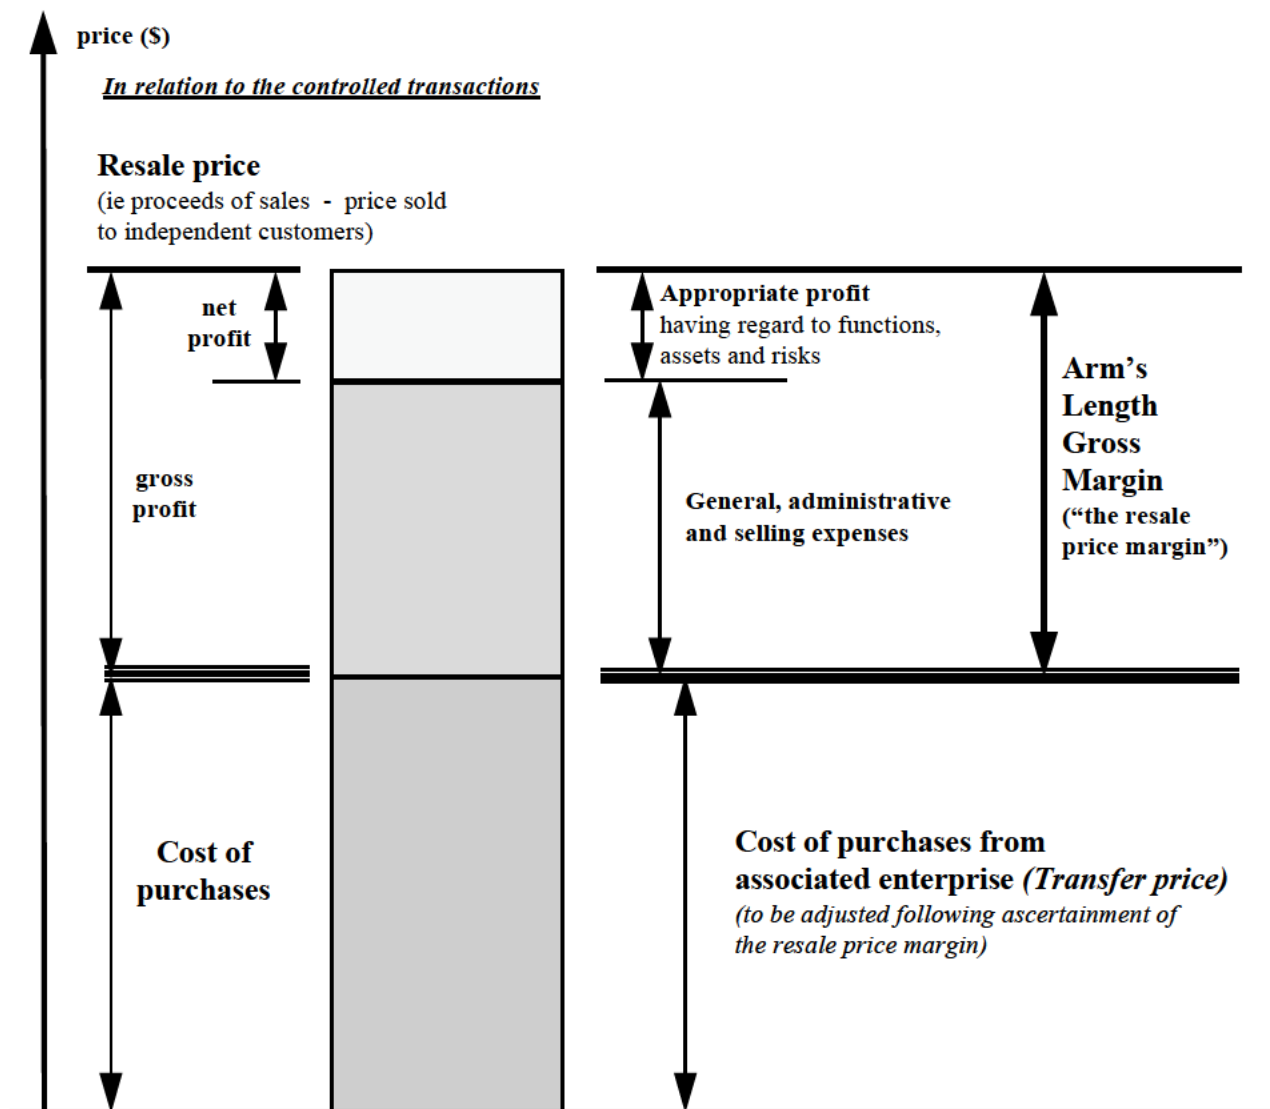 price ($)
In relation to the controlled transactions
Resale price
(ie proceeds of sales - price sold
to independent customers)
net
profit
Appropriate profit
having regard to functions,
assets and risks
Arm’s
Length
Gross
Margin
(“the resale
price margin”)
gross
profit
General, administrative
and selling expenses
Cost of
purchases
Cost of purchases from
associated enterprise (Transfer price)
(to be adjusted following ascertainment of
the resale price margin)